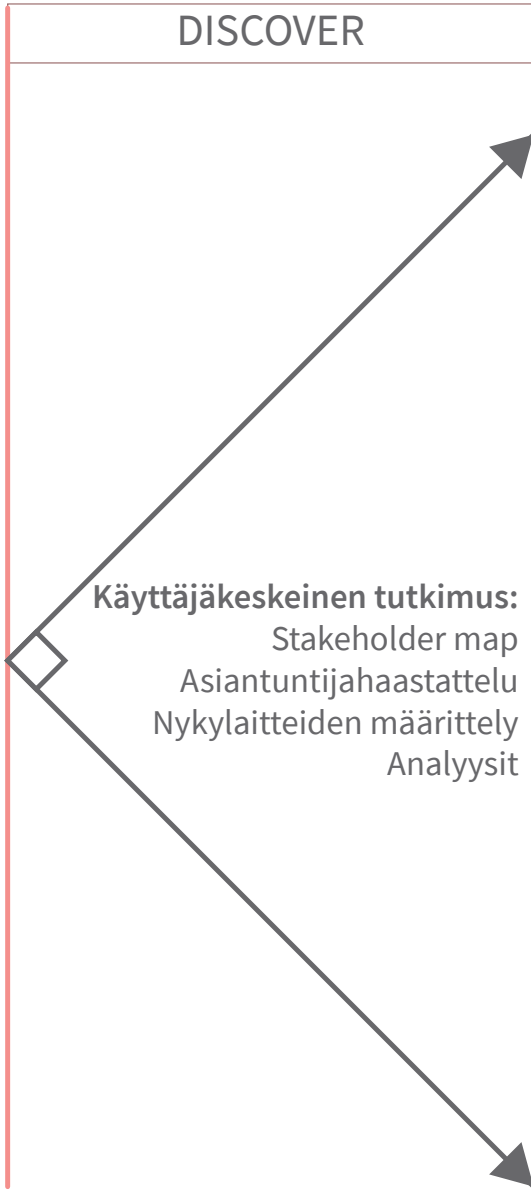 DISCOVER
Käyttäjäkeskeinen tutkimus:
Stakeholder map
Asiantuntijahaastattelu
Nykylaitteiden määrittely
Analyysit